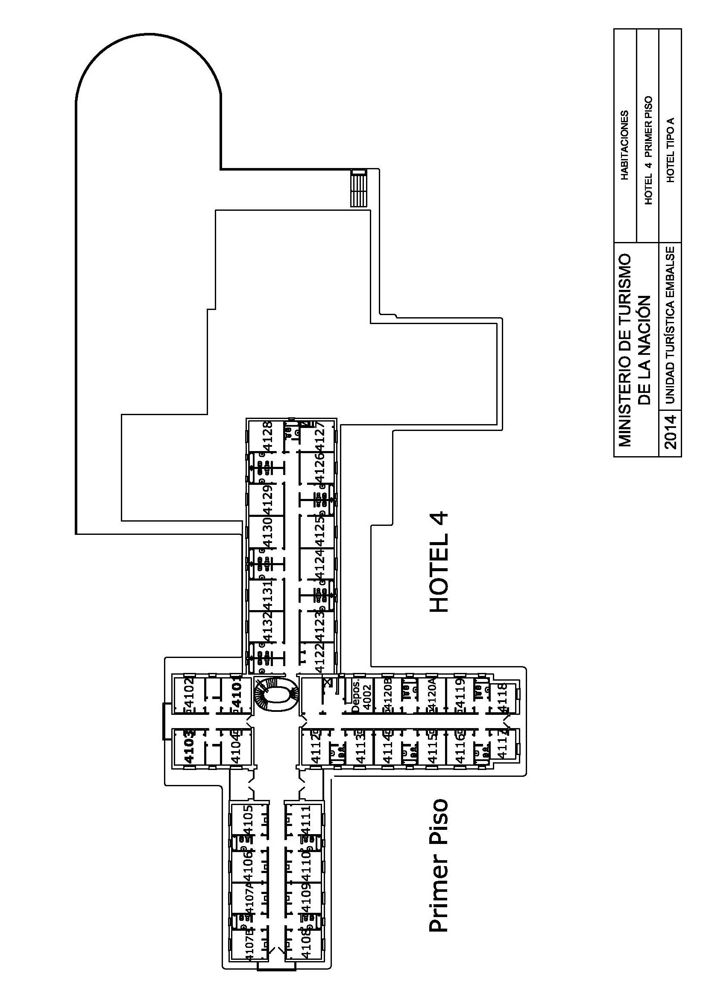 4128
4129
4130
4131
4132
4127
4126
4125
4124
4123
4122
4102
4101
4103
4104
Depos.
4002
4120B
4120A
4119
4118
4112
4113
4114
4115
4116
4117
4105
4106
4107A
4107B
4111
4110
4109
4108
Primer Piso
HOTEL 4
MINISTERIO DE TURISMO
DE LA NACIÓN
2014
UNIDAD TURÍSTICA EMBALSE
HABITACIONES
HOTEL 4 PRIMER PISO
HOTEL TIPO A